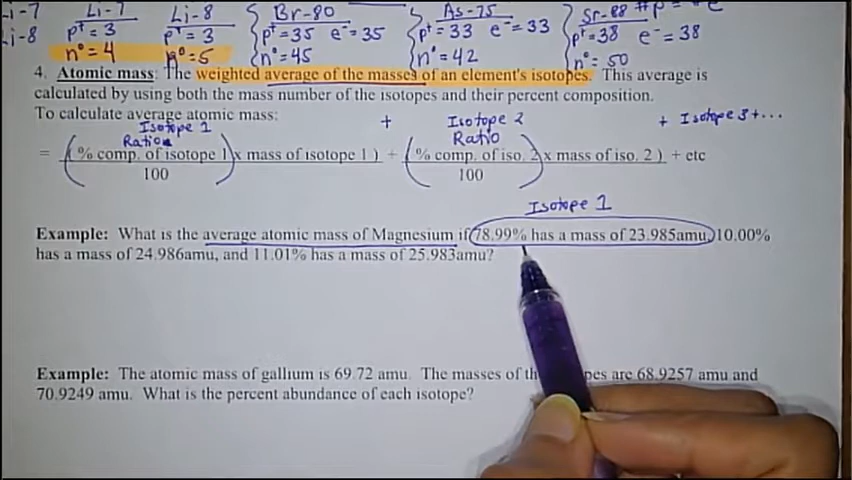 Li-7 Li-7 Li-8 Br-80 As-75 Sr-88 #p =
Li-8 p+ = 3 p+ = 3 p+ = 35 e- = 35 p+ = 33 e- = 33 p+ = 38 e- = 38
n° = 4 n° = 5 n° = 45 n° = 42 n° = 50
4. Atomic mass: The weighted average of the masses of an element's isotopes. This average is
calculated by using both the mass number of the isotopes and their percent composition.
To calculate average atomic mass:
Isotope 1 + Isotope 2 + Isotope 3 + ...
Ratio Ratio
= ( % comp. of isotope 1 x mass of isotope 1 ) + ( % comp. of iso. 2 x mass of iso. 2 ) + etc
100 100
Isotope 1
Example: What is the average atomic mass of Magnesium if 78.99% has a mass of 23.985amu, 10.00%
has a mass of 24.986amu, and 11.01% has a mass of 25.983amu?
Example: The atomic mass of gallium is 69.72 amu. The masses of are 68.9257 amu and
70.9249 amu. What is the percent abundance of each isotope?